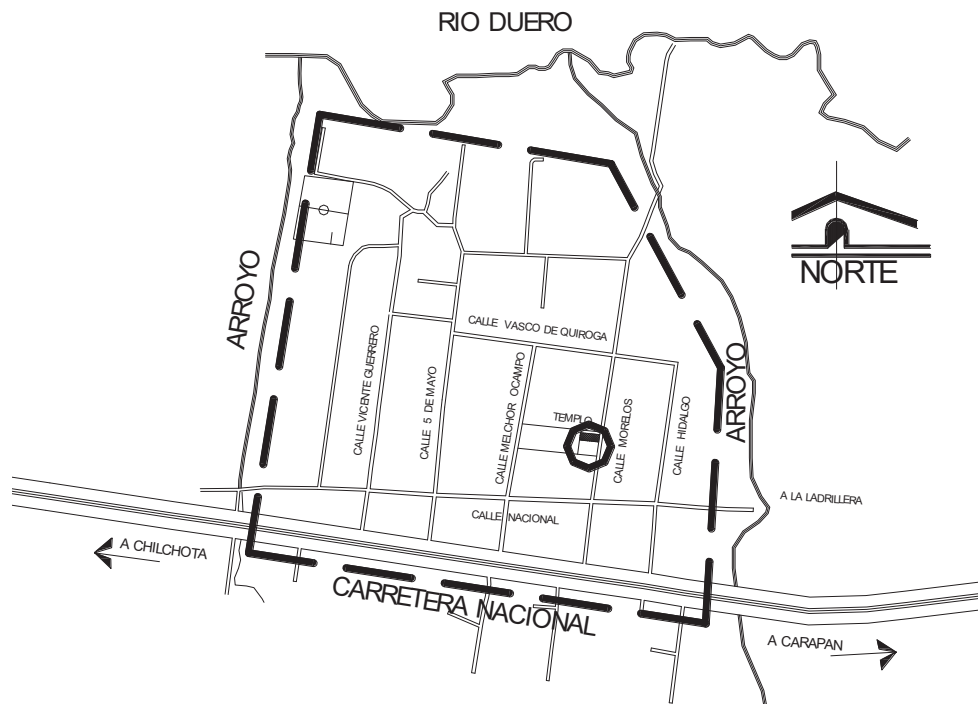 RIO DUERO
NORTE
ARROYO
CALLE VASCO DE QUIROGA
CALLE VICENTE GUERRERO
CALLE 5 DE MAYO
CALLE MELCHOR OCAMPO
TEMPLO
CALLE MORELOS
CALLE HIDALGO
ARROYO
A LA LADRILLERA
CALLE NACIONAL
A CHILCHOTA
CARRETERA NACIONAL
A CARAPAN